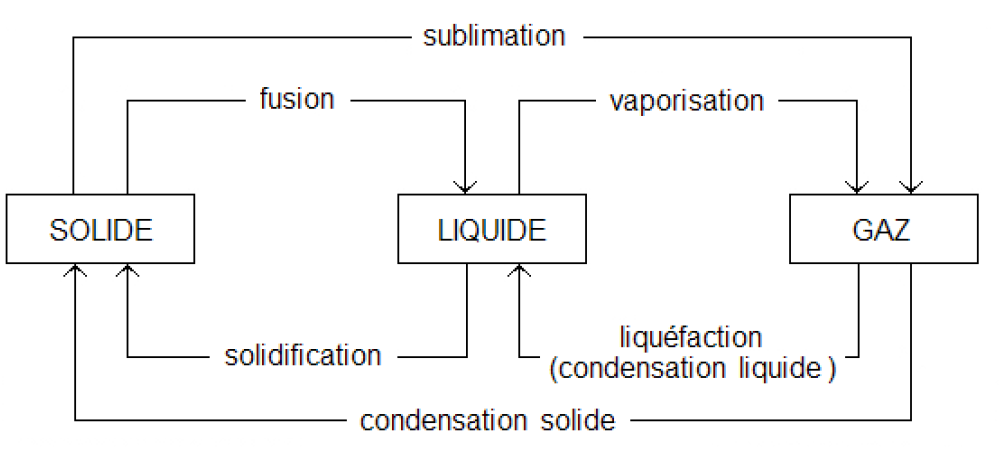 sublimation
fusion
vaporisation
SOLIDE
LIQUIDE
GAZ
solidification
liquéfaction
(condensation liquide)
condensation solide